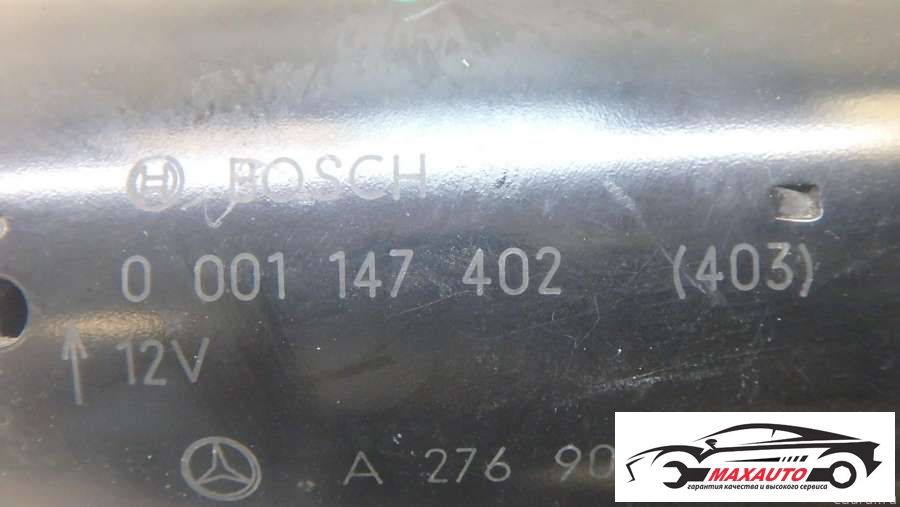 BOSCH
0 001 147 402 (403)
12V
A 276 90
MAXAUTO
гарантия качества и высокого сервиса